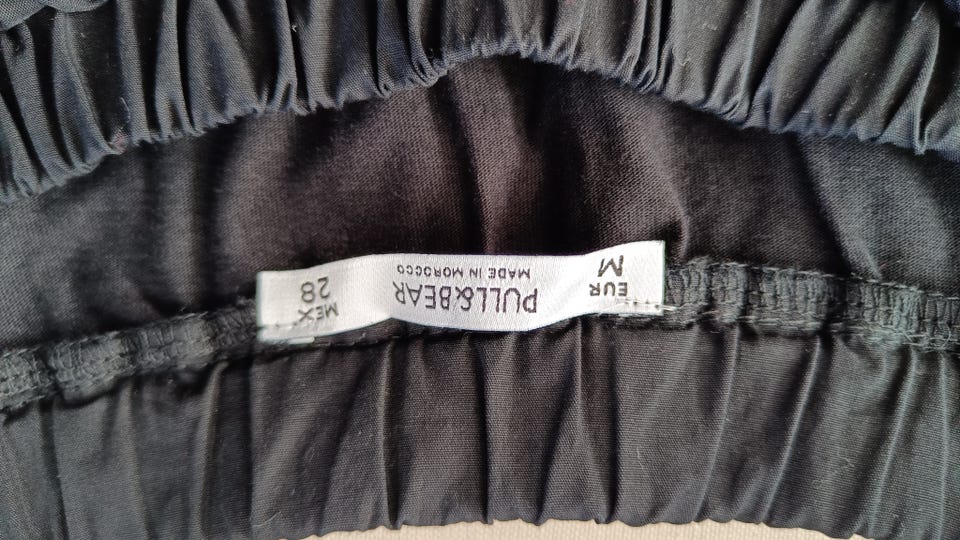 EUR
M
PULL&BEAR
MADE IN MOROCCO
MEX
28